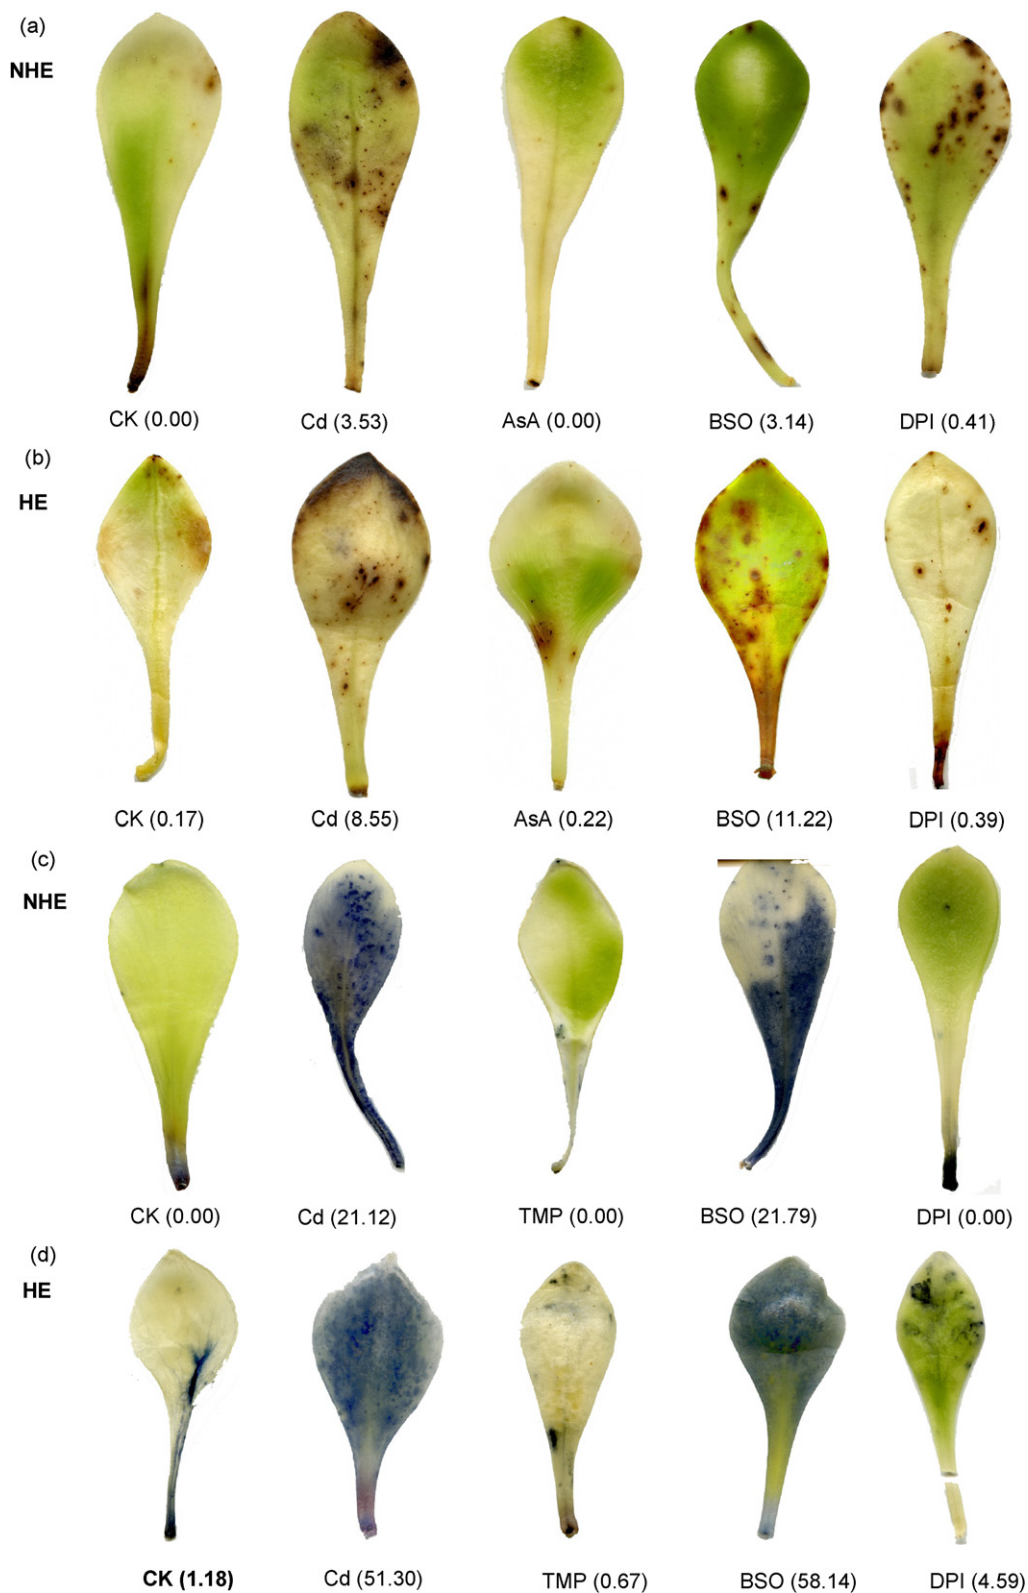 (a)
NHE
CK (0.00) Cd (3.53) AsA (0.00) BSO (3.14) DPI (0.41)
(b)
HE
CK (0.17) Cd (8.55) AsA (0.22) BSO (11.22) DPI (0.39)
(c)
NHE
CK (0.00) Cd (21.12) TMP (0.00) BSO (21.79) DPI (0.00)
(d)
HE
CK (1.18) Cd (51.30) TMP (0.67) BSO (58.14) DPI (4.59)